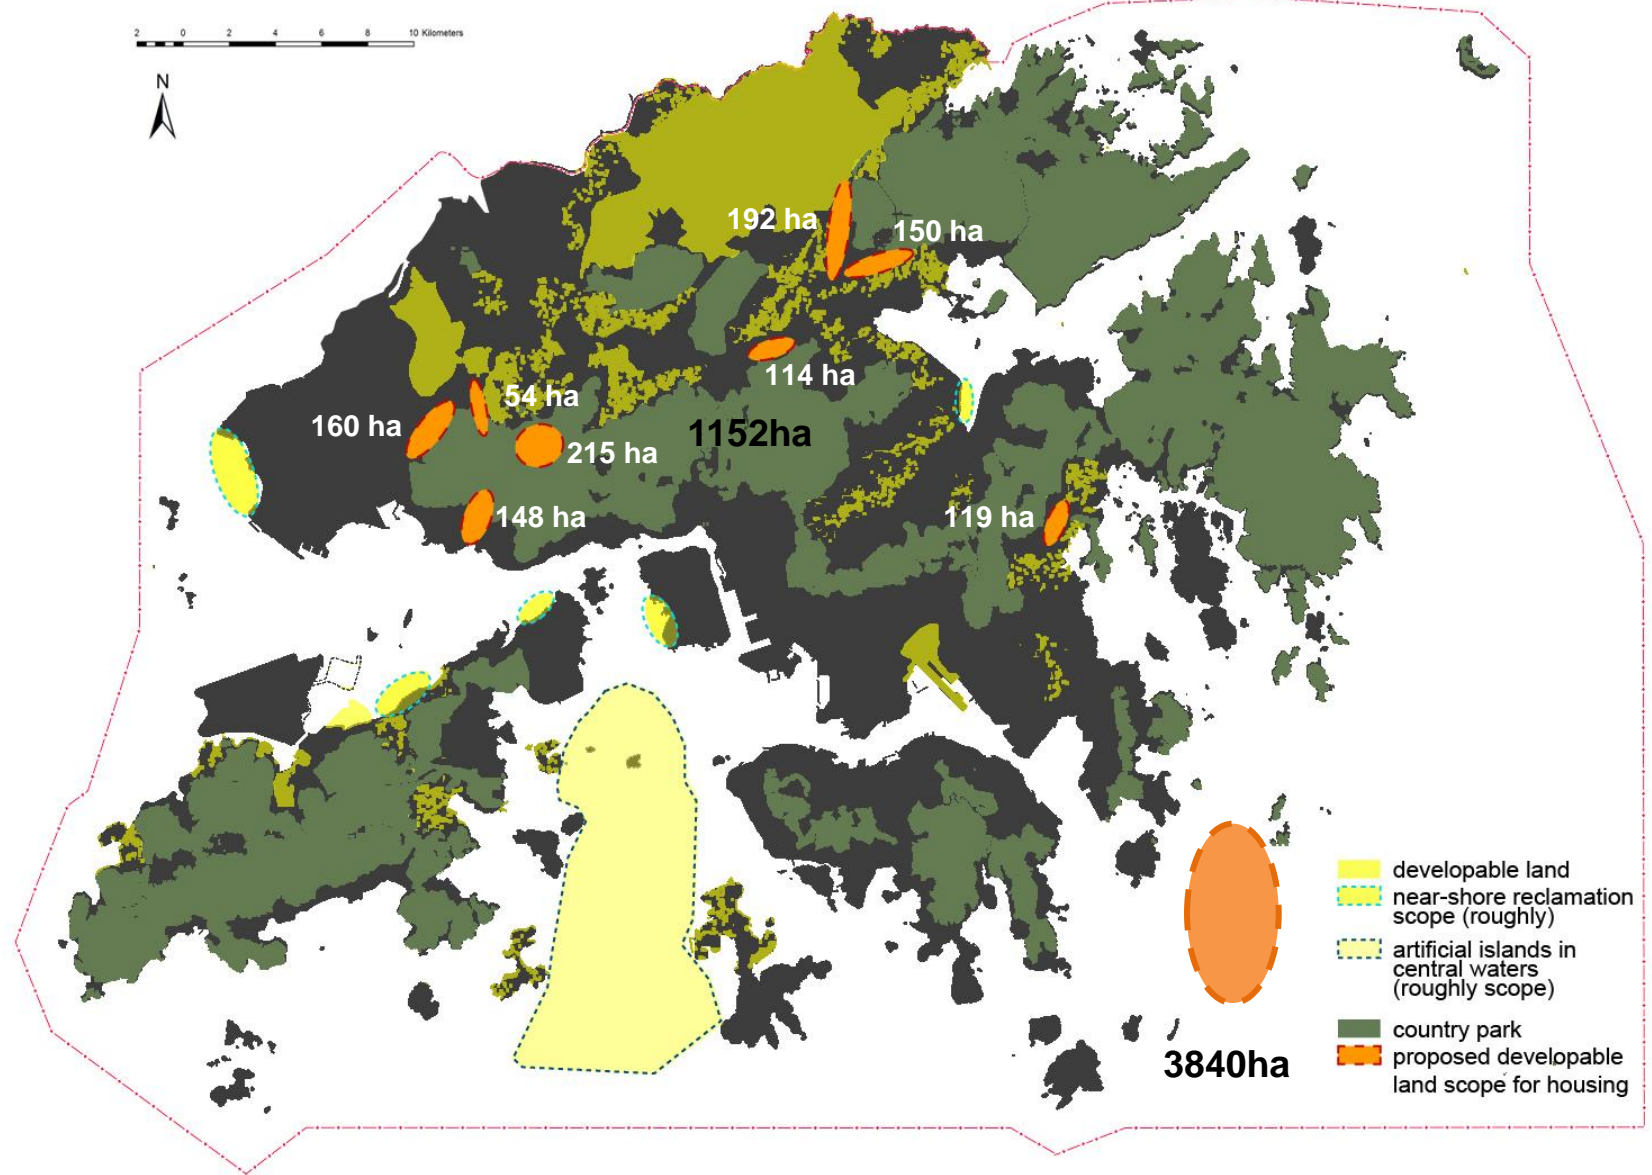 2 0 2 4 6 8 10 Kilometers
N
192 ha
150 ha
114 ha
54 ha
160 ha
1152ha
215 ha
148 ha
119 ha
3840ha
developable land
near-shore reclamation
scope (roughly)
artificial islands in
central waters
(roughly scope)
country park
proposed developable
land scope for housing